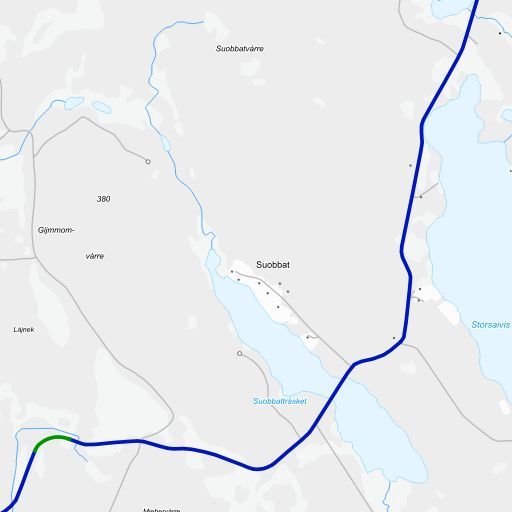 Suobbatvárre
380
Gijmmom-
várre
Suobbat
Lájnek
Storsaivis
Suobbatträsket